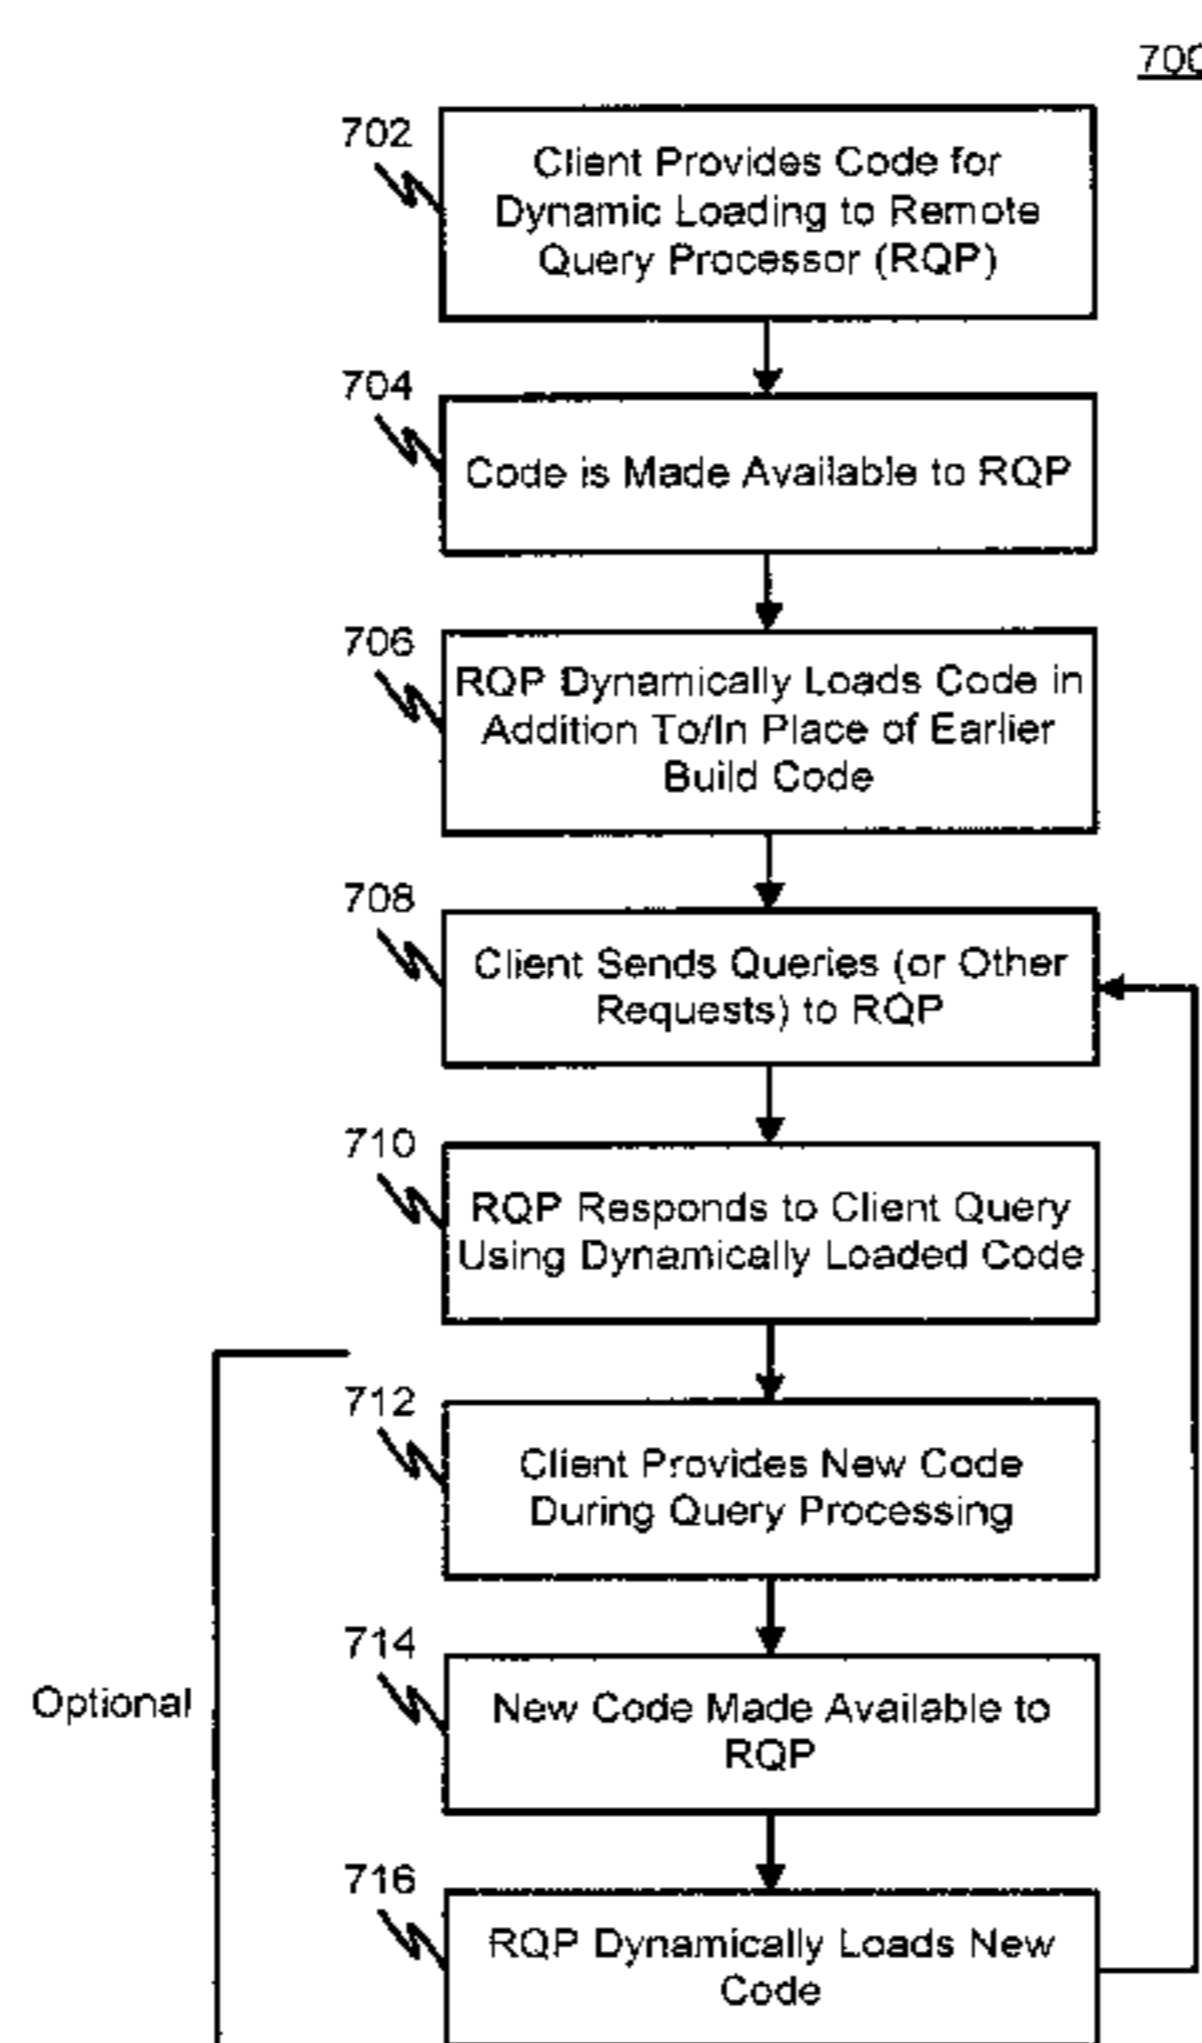 700
702
Client Provides Code for
Dynamic Loading to Remote
Query Processor (RQP)
704
Code is Made Available to RQP
706
RQP Dynamically Loads Code in
Addition To/In Place of Earlier
Build Code
708
Client Sends Queries (or Other
Requests) to RQP
710
RQP Responds to Client Query
Using Dynamically Loaded Code
712
Client Provides New Code
During Query Processing
714
Optional
New Code Made Available to
RQP
716
RQP Dynamically Loads New
Code